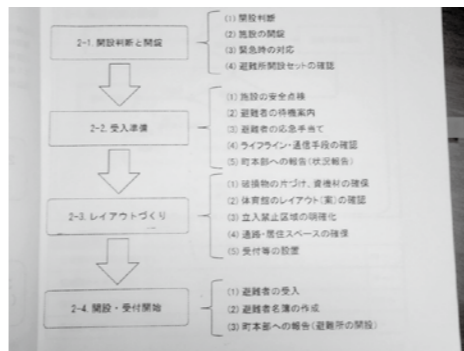 2-1. 開設判断と開錠
(1) 開設判断
(2) 施設の開錠
(3) 緊急時の対応
(4) 避難所開設セットの確認
2-2. 受入準備
(1) 施設の安全点検
(2) 避難者の待機案内
(3) 避難者の応急手当て
(4) ライフライン・通信手段の確認
(5) 町本部への報告(状況報告)
2-3. レイアウトづくり
(1) 破損物の片づけ、資機材の確保
(2) 体育館のレイアウト(案)の確認
(3) 立入禁止区域の明確化
(4) 通路・居住スペースの確保
(5) 受付等の設置
2-4. 開設・受付開始
(1) 避難者の受入
(2) 避難者名簿の作成
(3) 町本部への報告(避難所の開設)